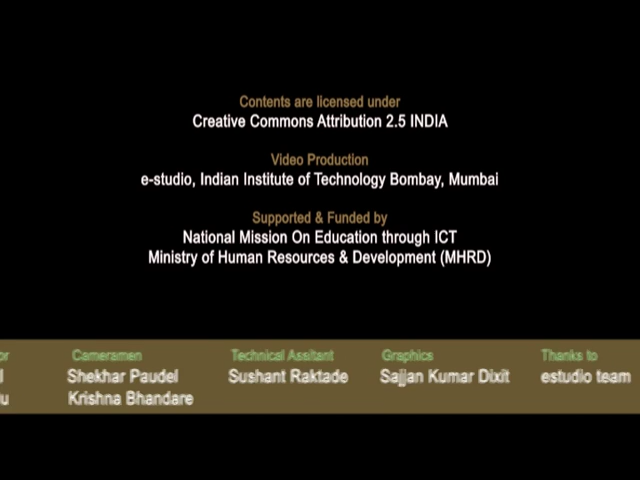 Contents are licensed under
Creative Commons Attribution 2.5 INDIA
Video Production
e-studio, Indian Institute of Technology Bombay, Mumbai
Supported & Funded by
National Mission On Education through ICT
Ministry of Human Resources & Development (MHRD)
Cameramen Technical Assitant Graphics Thanks to
Shekhar Paudel Sushant Raktade Sajjan Kumar Dixit estudio team
Krishna Bhandare